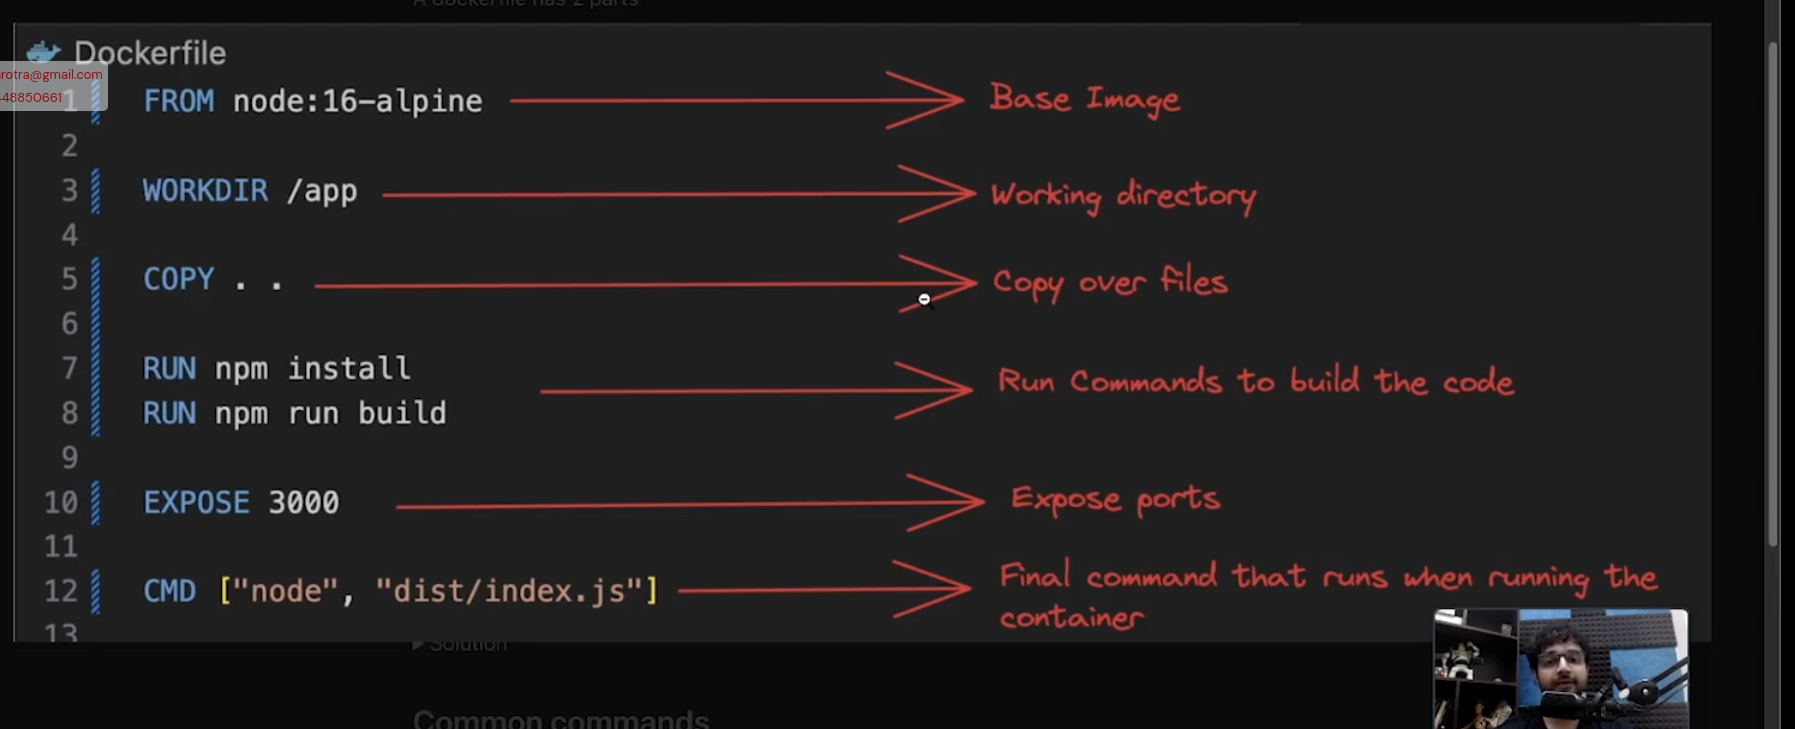 A dockerfile has 2 parts
Dockerfile
rotra@gmail.com
448850661
1 FROM node:16-alpine
Base Image
2
3 WORKDIR /app
Working directory
4
5 COPY . .
Copy over files
6
7 RUN npm install
8 RUN npm run build
Run Commands to build the code
9
10 EXPOSE 3000
Expose ports
11
12 CMD ["node", "dist/index.js"]
Final command that runs when running the
container
13
Solution
Common commands